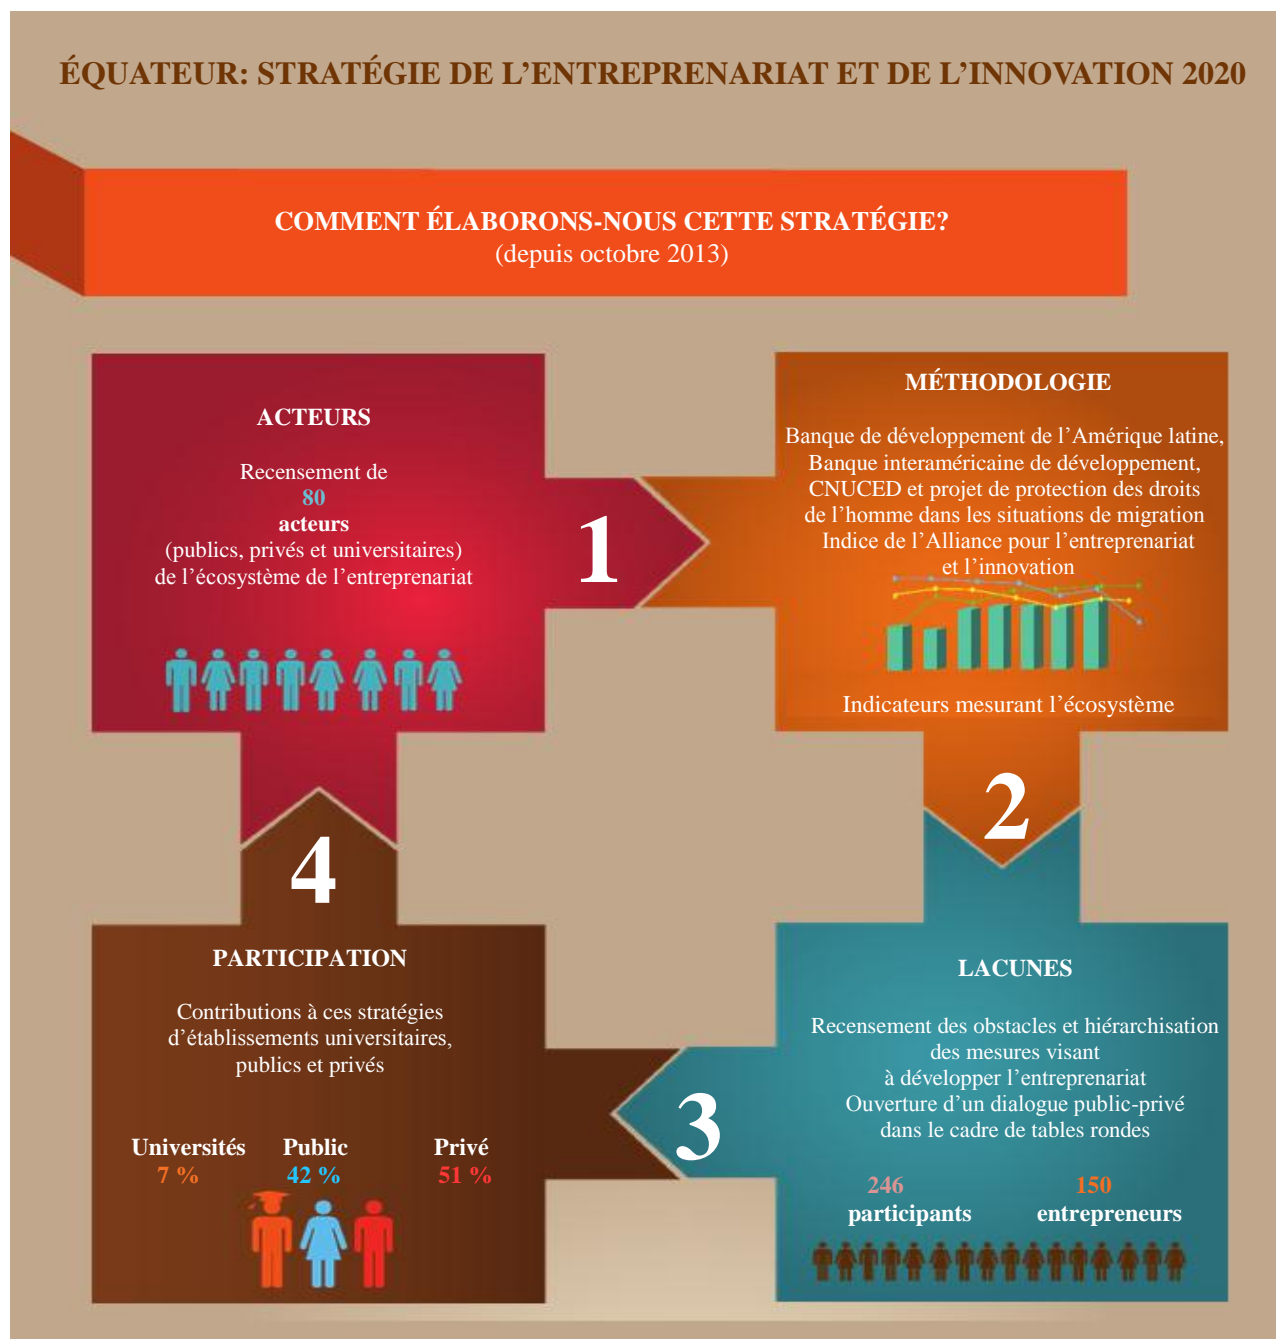 ÉQUATEUR: STRATÉGIE DE L’ENTREPRENARIAT ET DE L’INNOVATION 2020
COMMENT ÉLABORONS-NOUS CETTE STRATÉGIE?
(depuis octobre 2013)
ACTEURS
Recensement de
80
acteurs
(publics, privés et universitaires)
de l’écosystème de l’entreprenariat
1
MÉTHODOLOGIE
Banque de développement de l’Amérique latine,
Banque interaméricaine de développement,
CNUCED et projet de protection des droits
de l’homme dans les situations de migration
Indice de l’Alliance pour l’entreprenariat
et l’innovation
Indicateurs mesurant l’écosystème
2
LACUNES
Recensement des obstacles et hiérarchisation
des mesures visant
à développer l’entreprenariat
Ouverture d’un dialogue public-privé
dans le cadre de tables rondes
246 150
participants entrepreneurs
3
PARTICIPATION
Contributions à ces stratégies
d’établissements universitaires,
publics et privés
Universités Public Privé
7 % 42 % 51 %
4